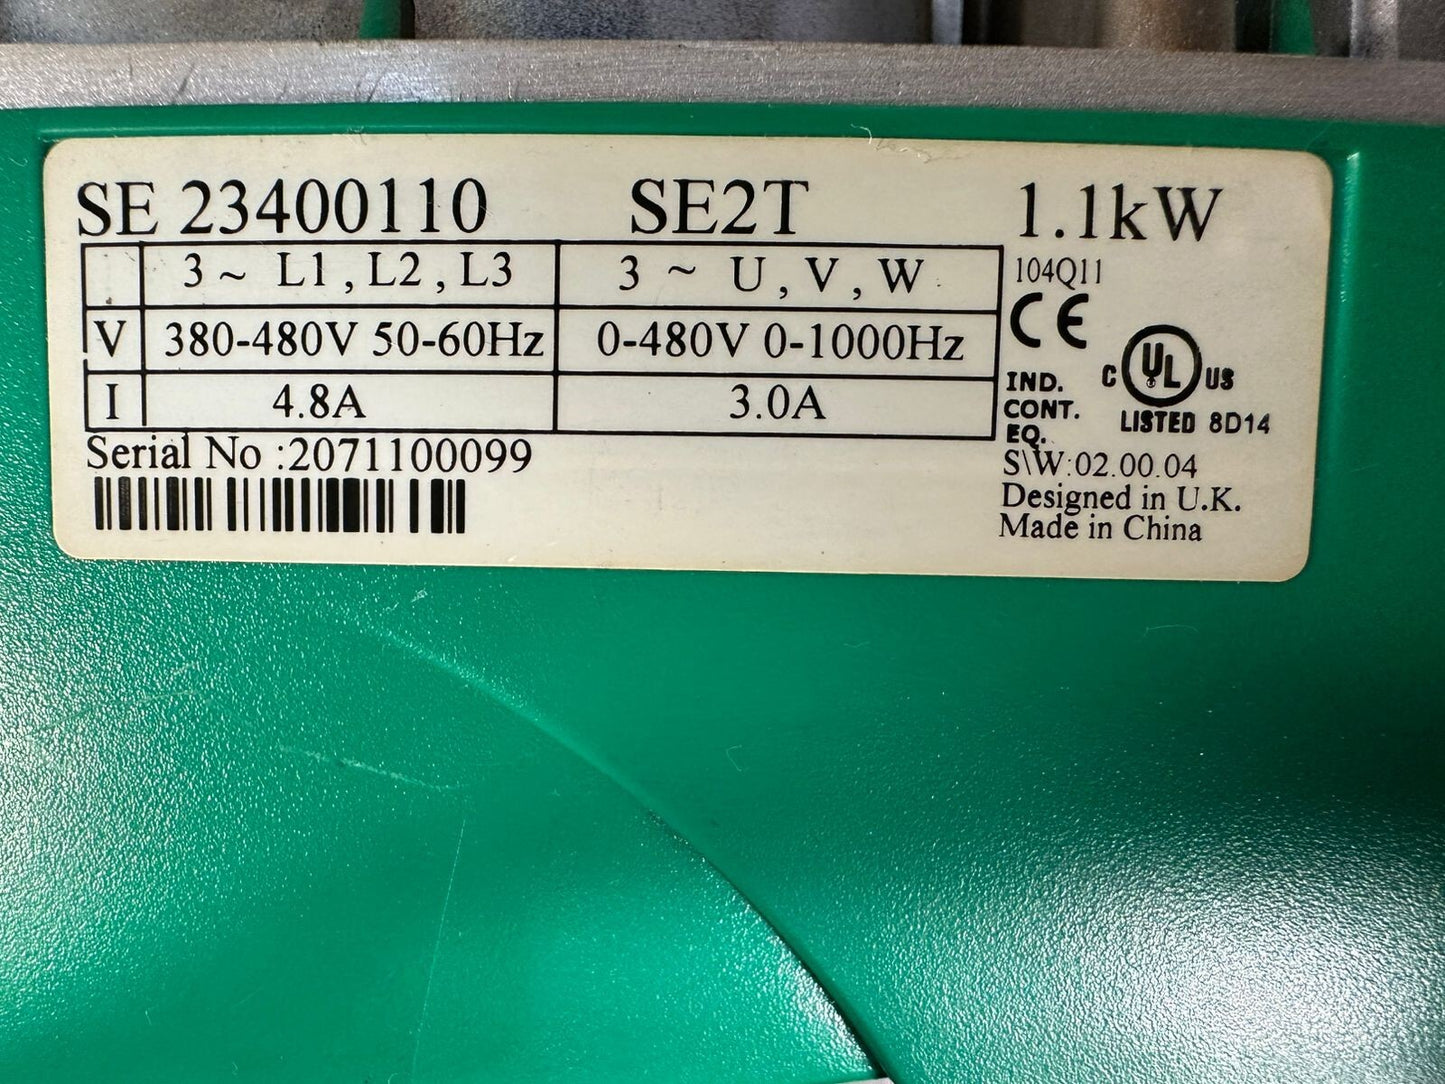 SE 23400110 SE2T 1.1kW
3 ~ L1 , L2 , L3 3 ~ U , V , W
104Q11
CE
V 380-480V 50-60Hz 0-480V 0-1000Hz
C UL US
LISTED 8D14
IND.
CONT.
EQ.
I 4.8A 3.0A
Serial No :2071100099
S\W:02.00.04
Designed in U.K.
Made in China